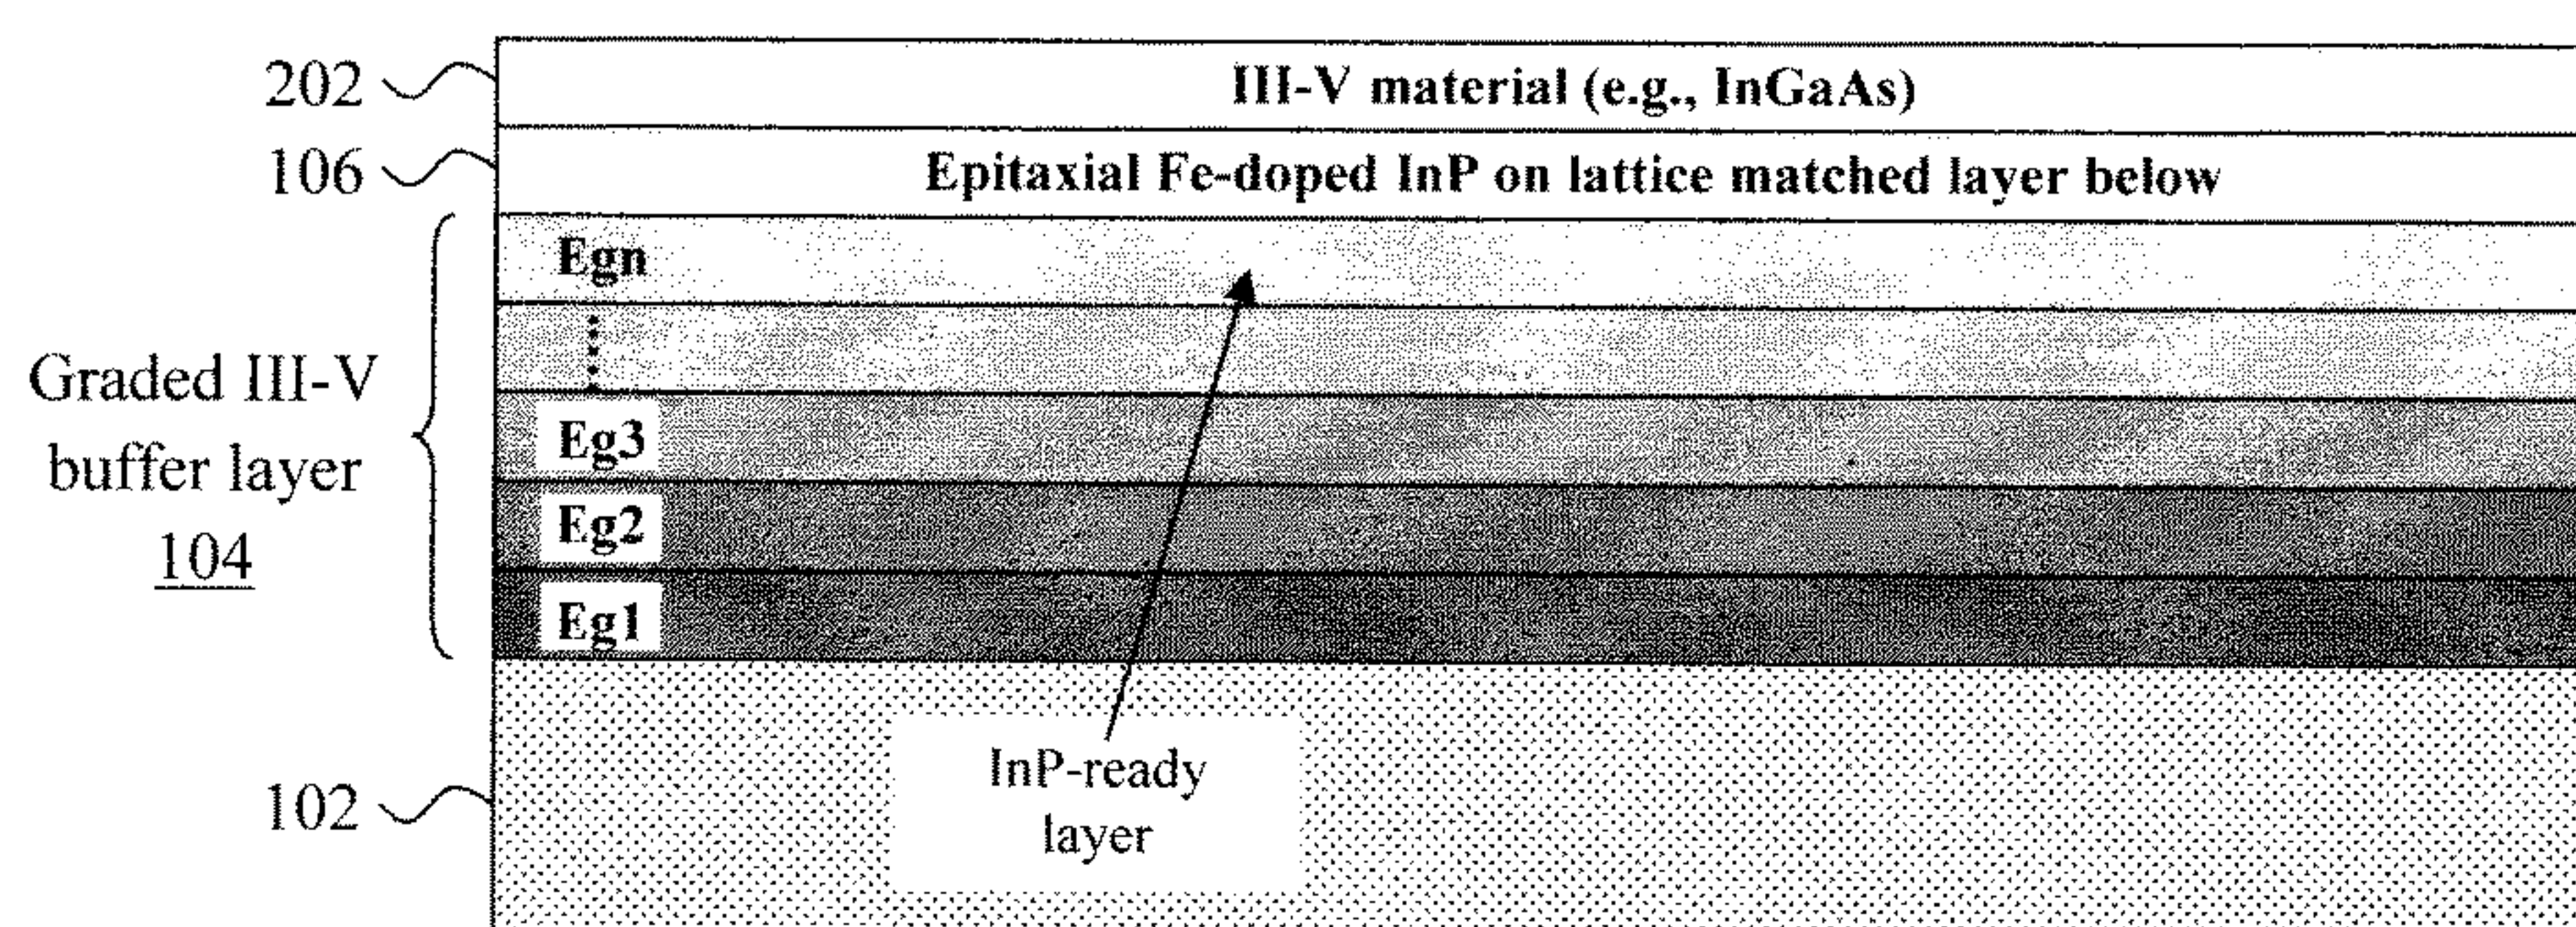 202
III-V material (e.g., InGaAs)
106
Epitaxial Fe-doped InP on lattice matched layer below
Egn
Graded III-V
buffer layer
104
Eg3
Eg2
Eg1
102
InP-ready
layer